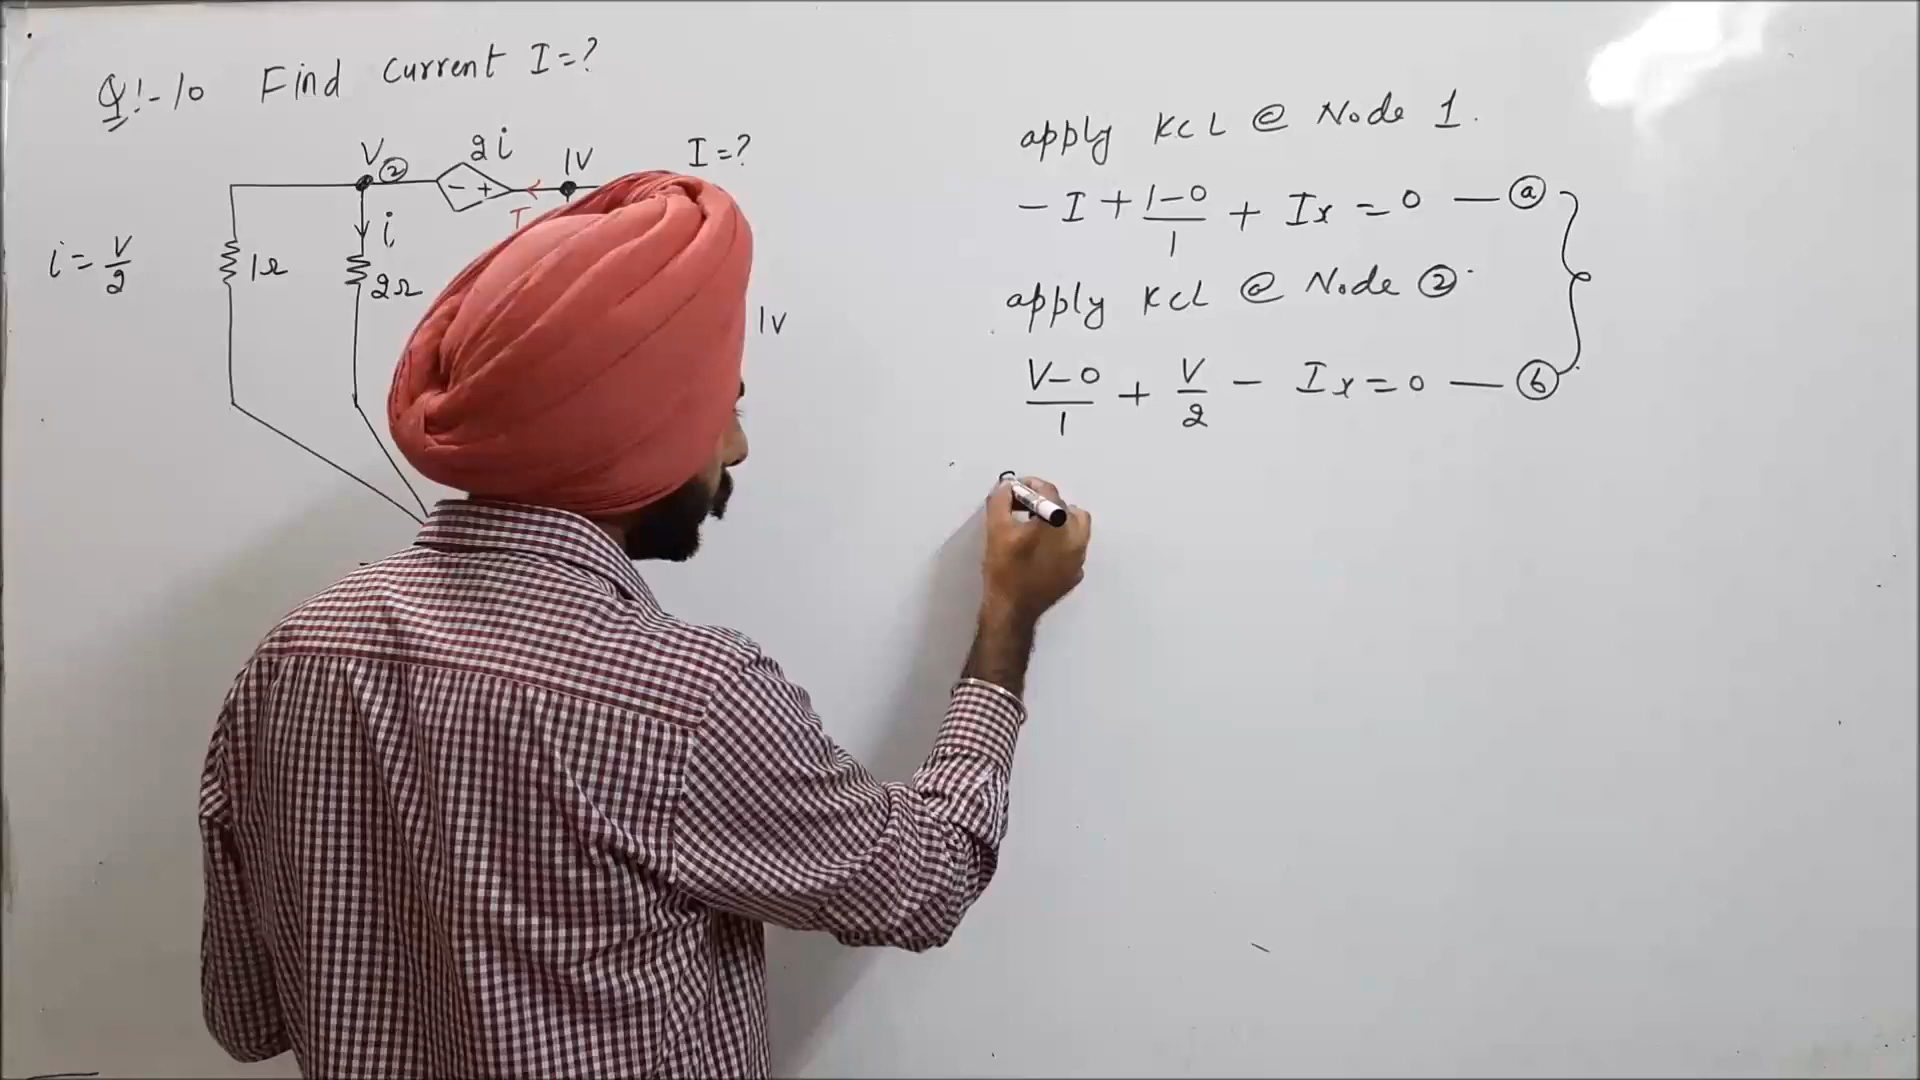 Q!-10 Find current I=?
V ② 2i 1V I=?
- +
I
i
i = V/2 1Ω 2Ω
1V
apply KCL @ Node 1.
-I + 1-0/1 + Ix = 0 — ⓐ
apply KCL @ Node ②
V-0/1 + V/2 - Ix = 0 — ⓑ